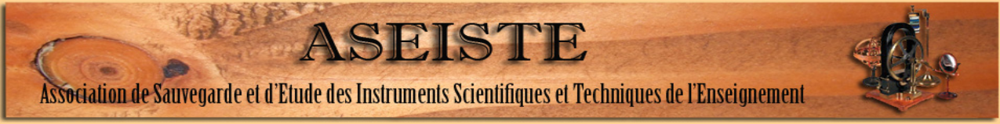 ASEISTE
Association de Sauvegarde et d'Etude des Instruments Scientifiques et Techniques de l'Enseignement